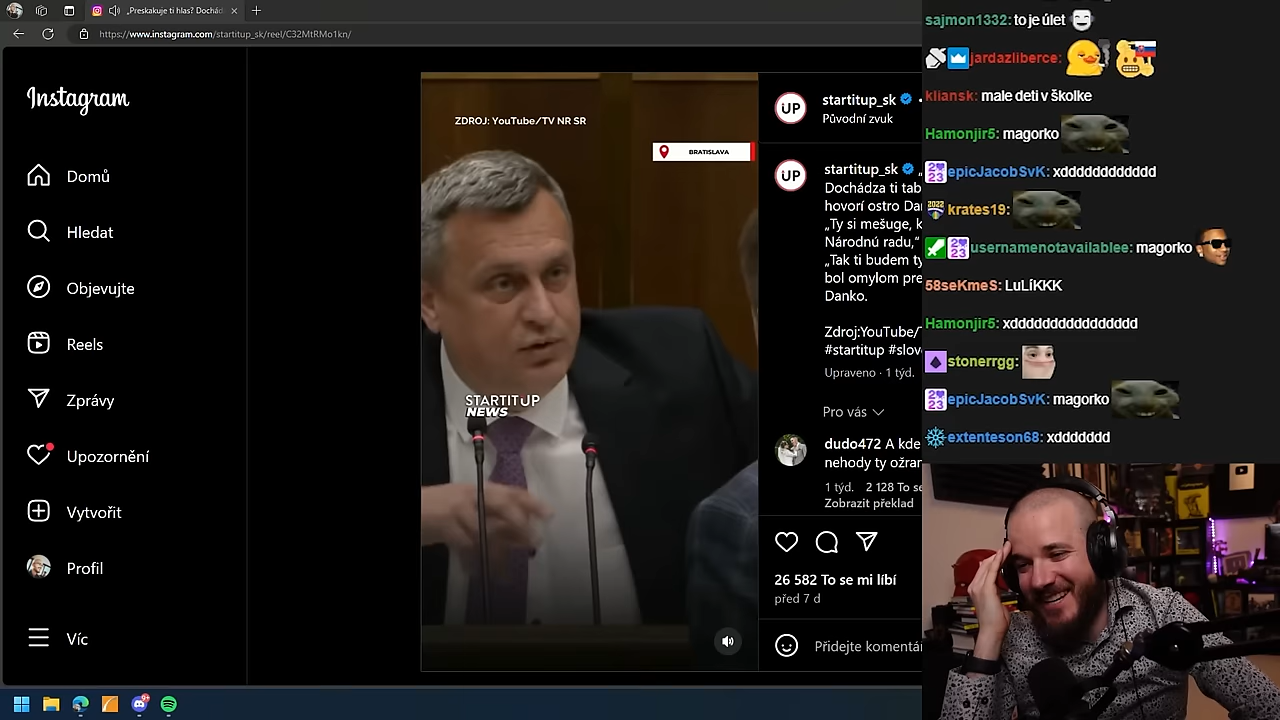 „Preskakuje ti hlas? Dochád
https://www.instagram.com/startitup_sk/reel/C32MtRMo1kn/
Instagram
Domů
Hledat
Objevujte
Reels
Zprávy
Upozornění
Vytvořit
Profil
Víc
ZDROJ: YouTube/TV NR SR
BRATISLAVA
STARTITUP
NEWS
UP
startitup_sk
Původní zvuk
UP
startitup_sk
Dochádza ti tab
hovorí ostro Da
„Ty si mešuge, k
Národnú radu,“
„Tak ti budem ty
bol omylom pre
Danko.
Zdroj:YouTube/T
#startitup #slov
Upraveno · 1 týd.
Pro vás
dudo472 A kde
nehody ty ožran
1 týd. 2 128 To se
Zobrazit překlad
26 582 To se mi líbí
před 7 d
Přidejte komentá
sajmon1332: to je úlet
jardazliberce:
kliansk: male deti v školke
Hamonjir5: magorko
epicJacobSvK: xdddddddddddd
krates19:
usernamenotavailablee: magorko
58seKmeS: LuLíKKK
Hamonjir5: xdddddddddddddddd
stonerrgg:
epicJacobSvK: magorko
extenteson68: xddddddd